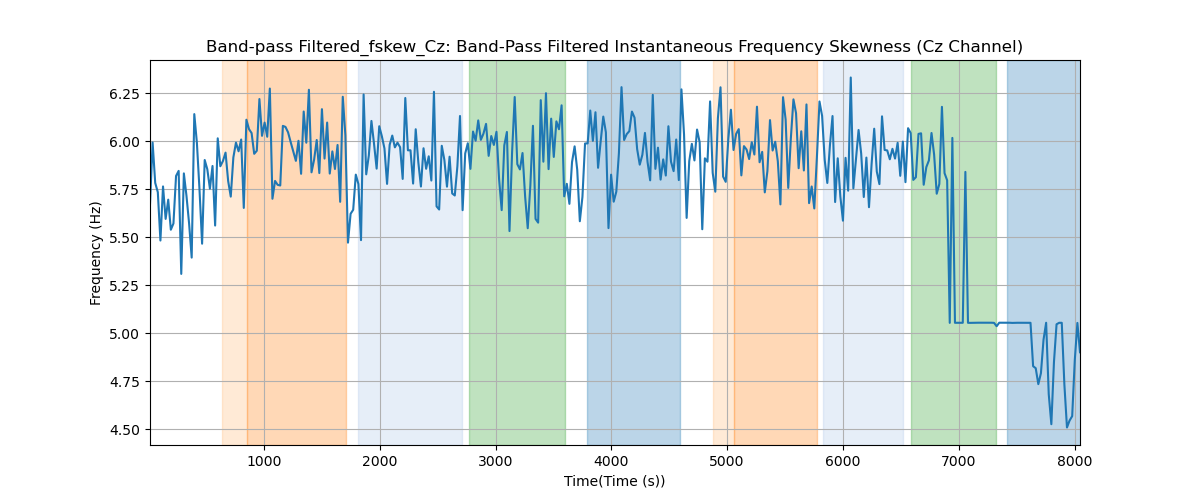 Band-pass Filtered_fskew_Cz: Band-Pass Filtered Instantaneous Frequency Skewness (Cz Channel)
Frequency (Hz)
6.25
6.00
5.75
5.50
5.25
5.00
4.75
4.50
1000 2000 3000 4000 5000 6000 7000 8000
Time(Time (s))